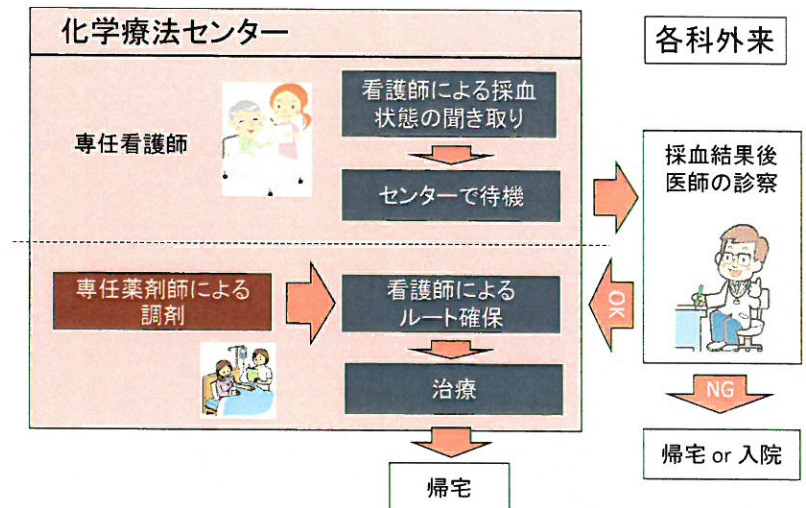 化学療法センター
各科外来
専任看護師
看護師による採血
状態の聞き取り
センターで待機
採血結果後
医師の診察
専任薬剤師による
調剤
看護師による
ルート確保
OK
治療
NG
帰宅
帰宅 or 入院